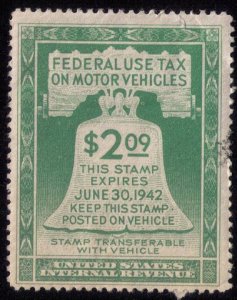 FEDERAL USE TAX
ON MOTOR VEHICLES
$2.09
THIS STAMP
EXPIRES
JUNE 30, 1942
KEEP THIS STAMP
POSTED ON VEHICLE
STAMP TRANSFERABLE
WITH VEHICLE
UNITED STATES
INTERNAL REVENUE